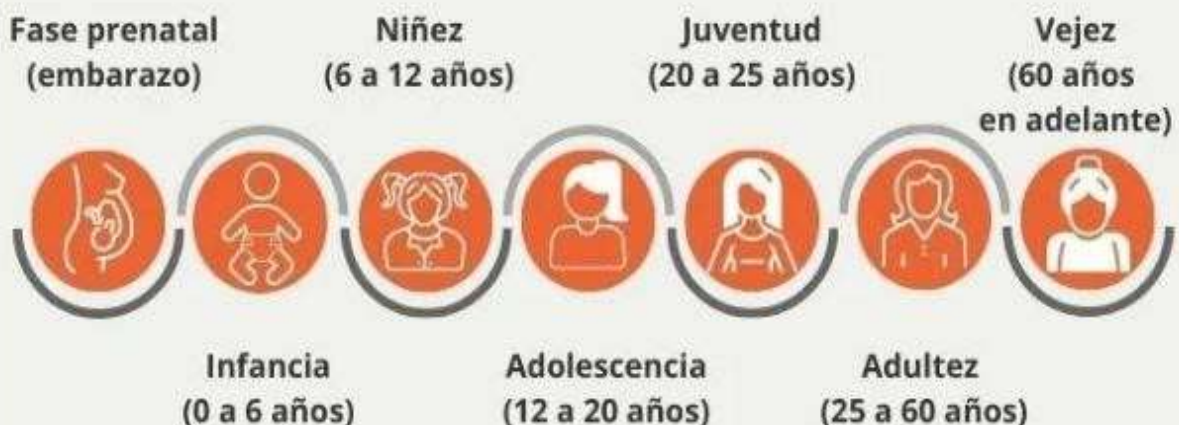 Fase prenatal
(embarazo)
Infancia
(0 a 6 años)
Niñez
(6 a 12 años)
Adolescencia
(12 a 20 años)
Juventud
(20 a 25 años)
Adultez
(25 a 60 años)
Vejez
(60 años
en adelante)